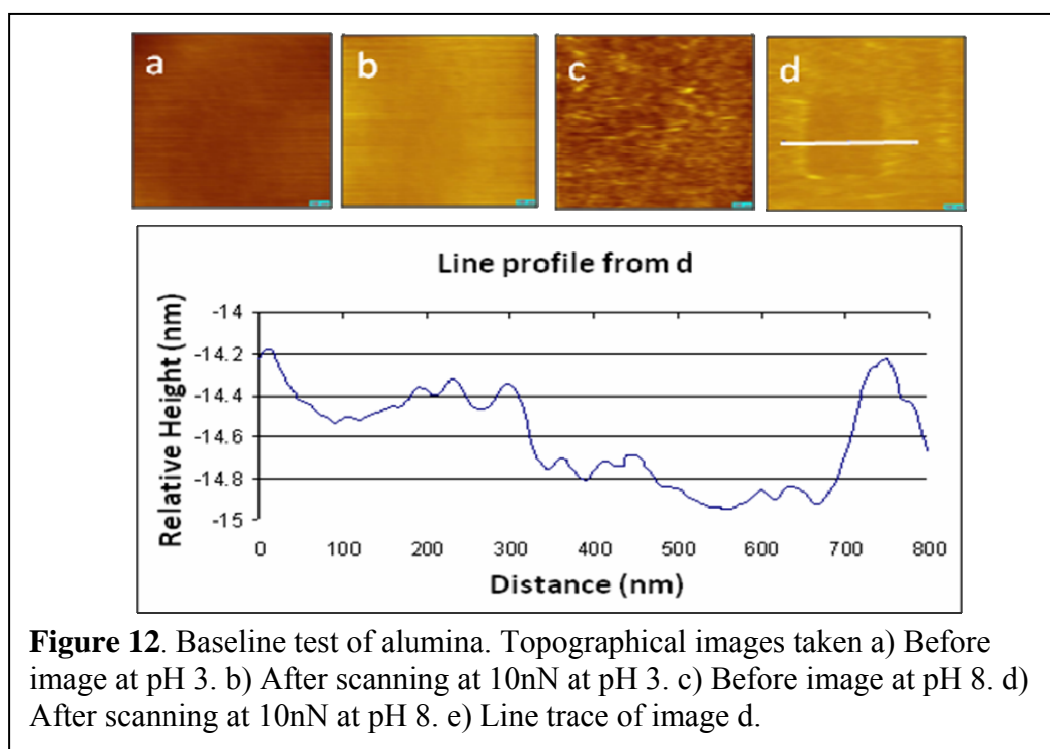 a b c d
Line profile from d
Relative Height (nm)
-14
-14.2
-14.4
-14.6
-14.8
-15
0 100 200 300 400 500 600 700 800
Distance (nm)
Figure 12. Baseline test of alumina. Topographical images taken a) Before
image at pH 3. b) After scanning at 10nN at pH 3. c) Before image at pH 8. d)
After scanning at 10nN at pH 8. e) Line trace of image d.